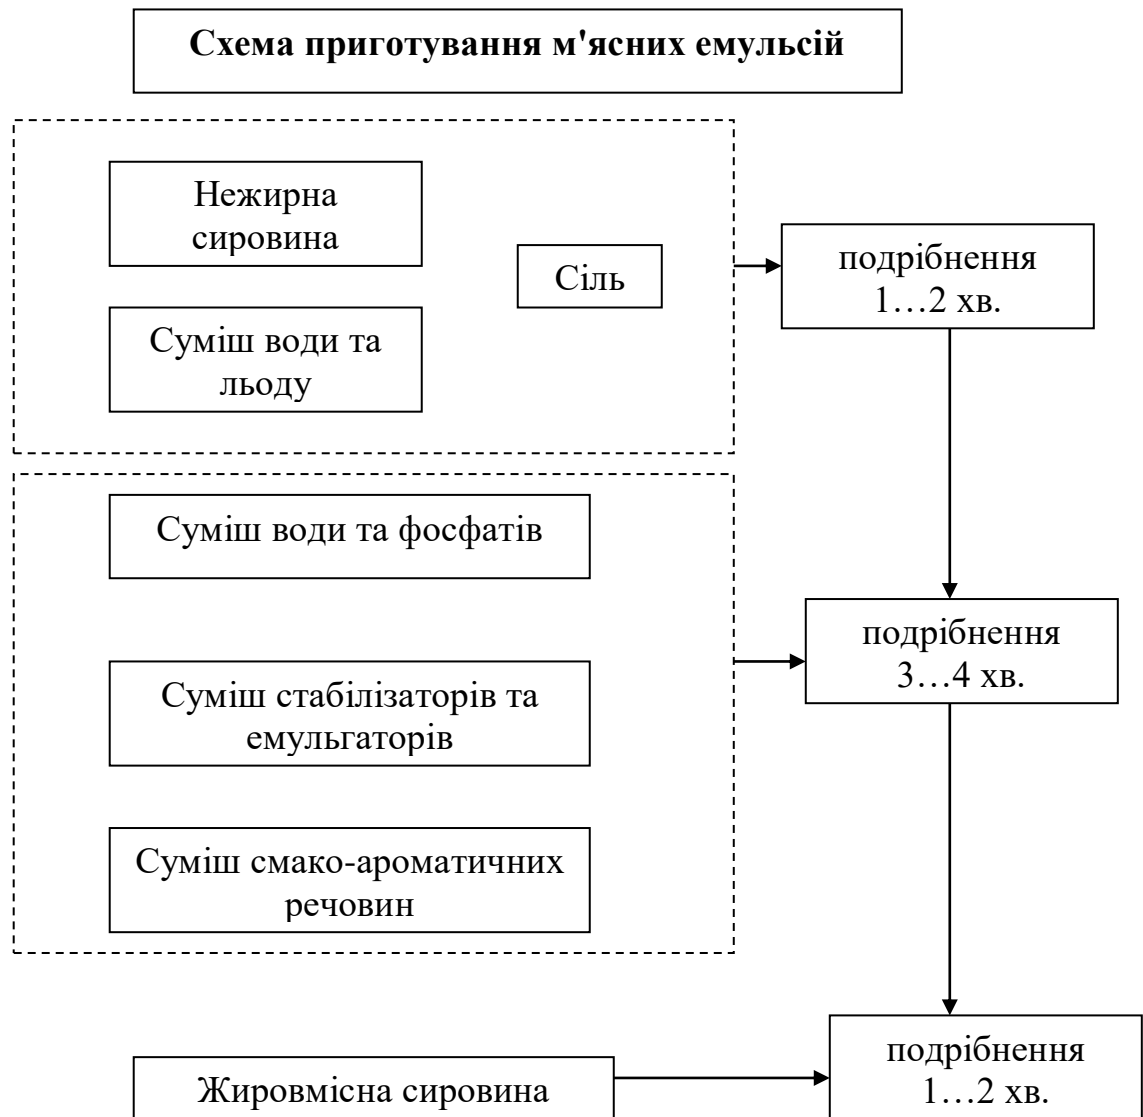 Схема приготування м'ясних емульсій
Нежирна
сировина
Сіль
Суміш води та
льоду
подрібнення
1…2 хв.
Суміш води та фосфатів
Суміш стабілізаторів та
емульгаторів
Суміш смако-ароматичних
речовин
подрібнення
3…4 хв.
Жировмісна сировина
подрібнення
1…2 хв.